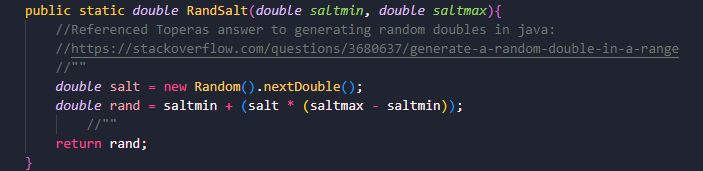 public static double RandSalt(double saltmin, double saltmax){
//Referenced Toperas answer to generating random doubles in java:
//https://stackoverflow.com/questions/3680637/generate-a-random-double-in-a-range
//""
double salt = new Random().nextDouble();
double rand = saltmin + (salt * (saltmax - saltmin));
//""
return rand;
}